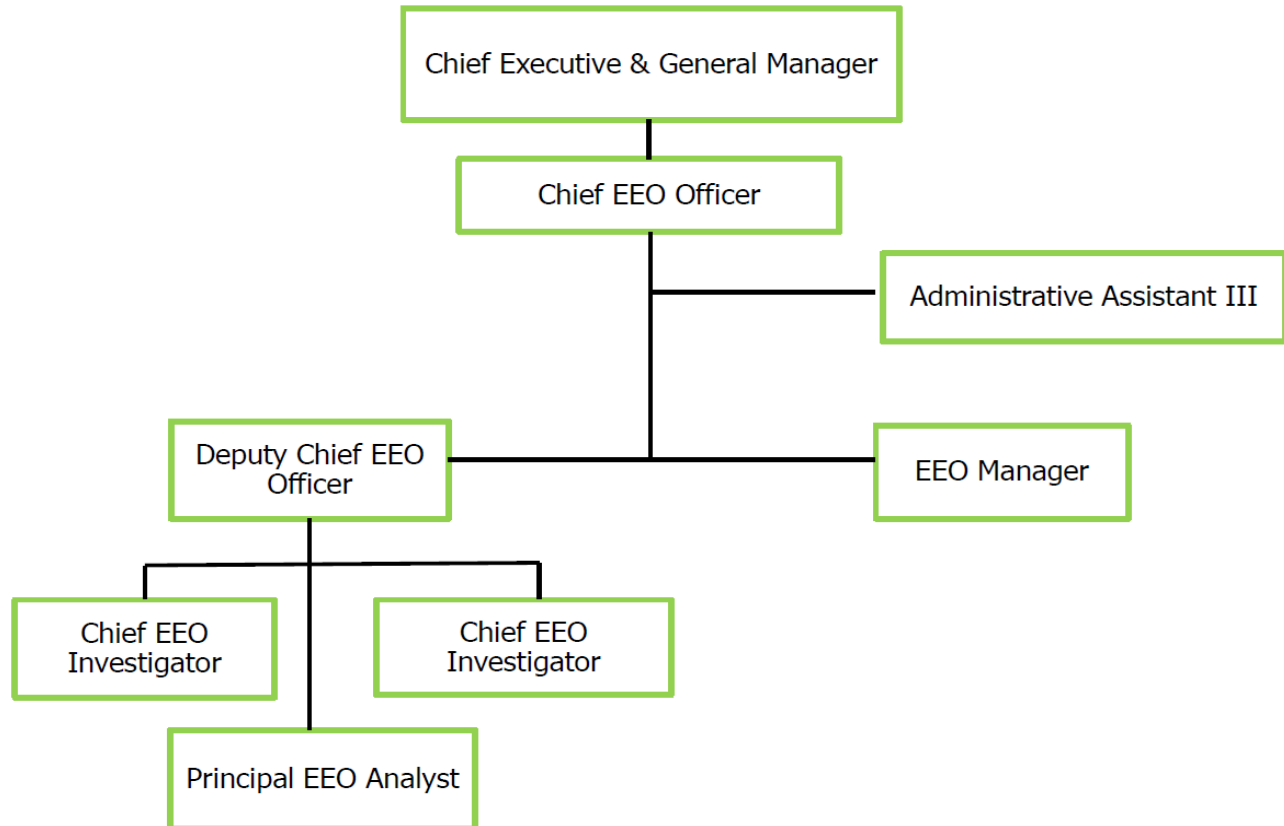 Chief Executive & General Manager
Chief EEO Officer
Administrative Assistant III
Deputy Chief EEO
Officer
EEO Manager
Chief EEO
Investigator
Chief EEO
Investigator
Principal EEO Analyst